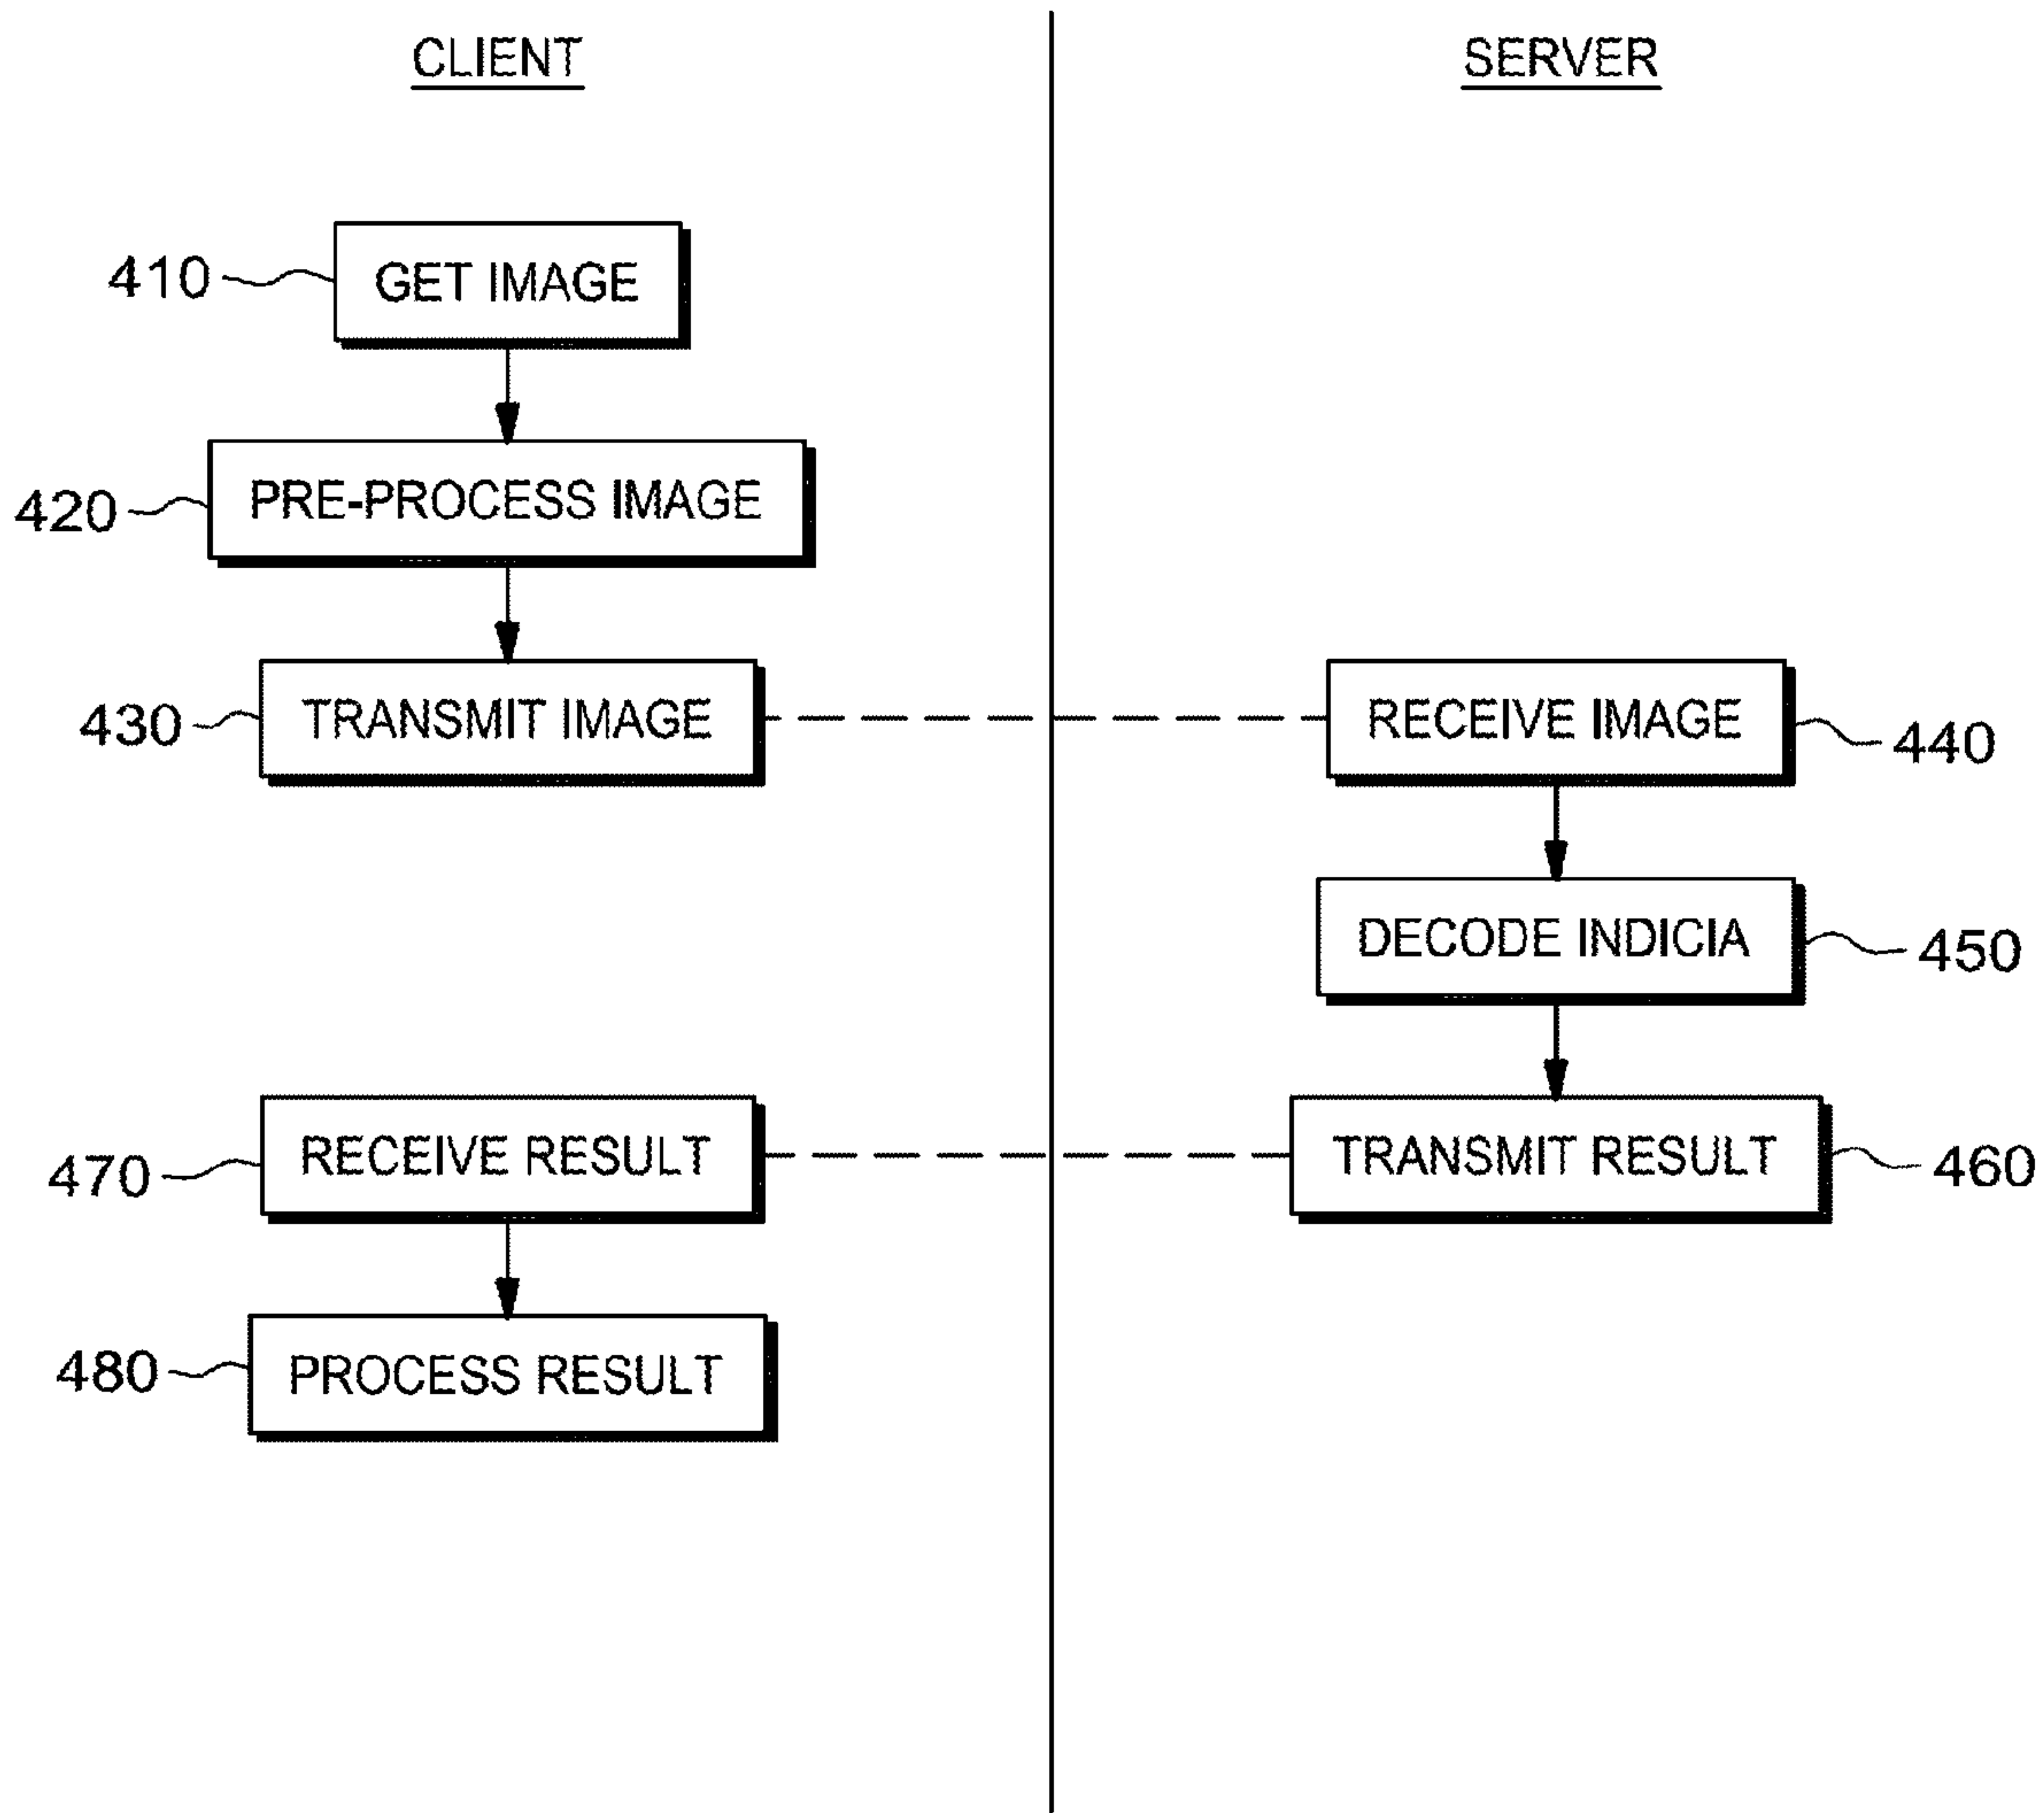 CLIENT
SERVER
410
GET IMAGE
420
PRE-PROCESS IMAGE
430
TRANSMIT IMAGE
RECEIVE IMAGE
440
DECODE INDICIA
450
470
RECEIVE RESULT
TRANSMIT RESULT
460
480
PROCESS RESULT